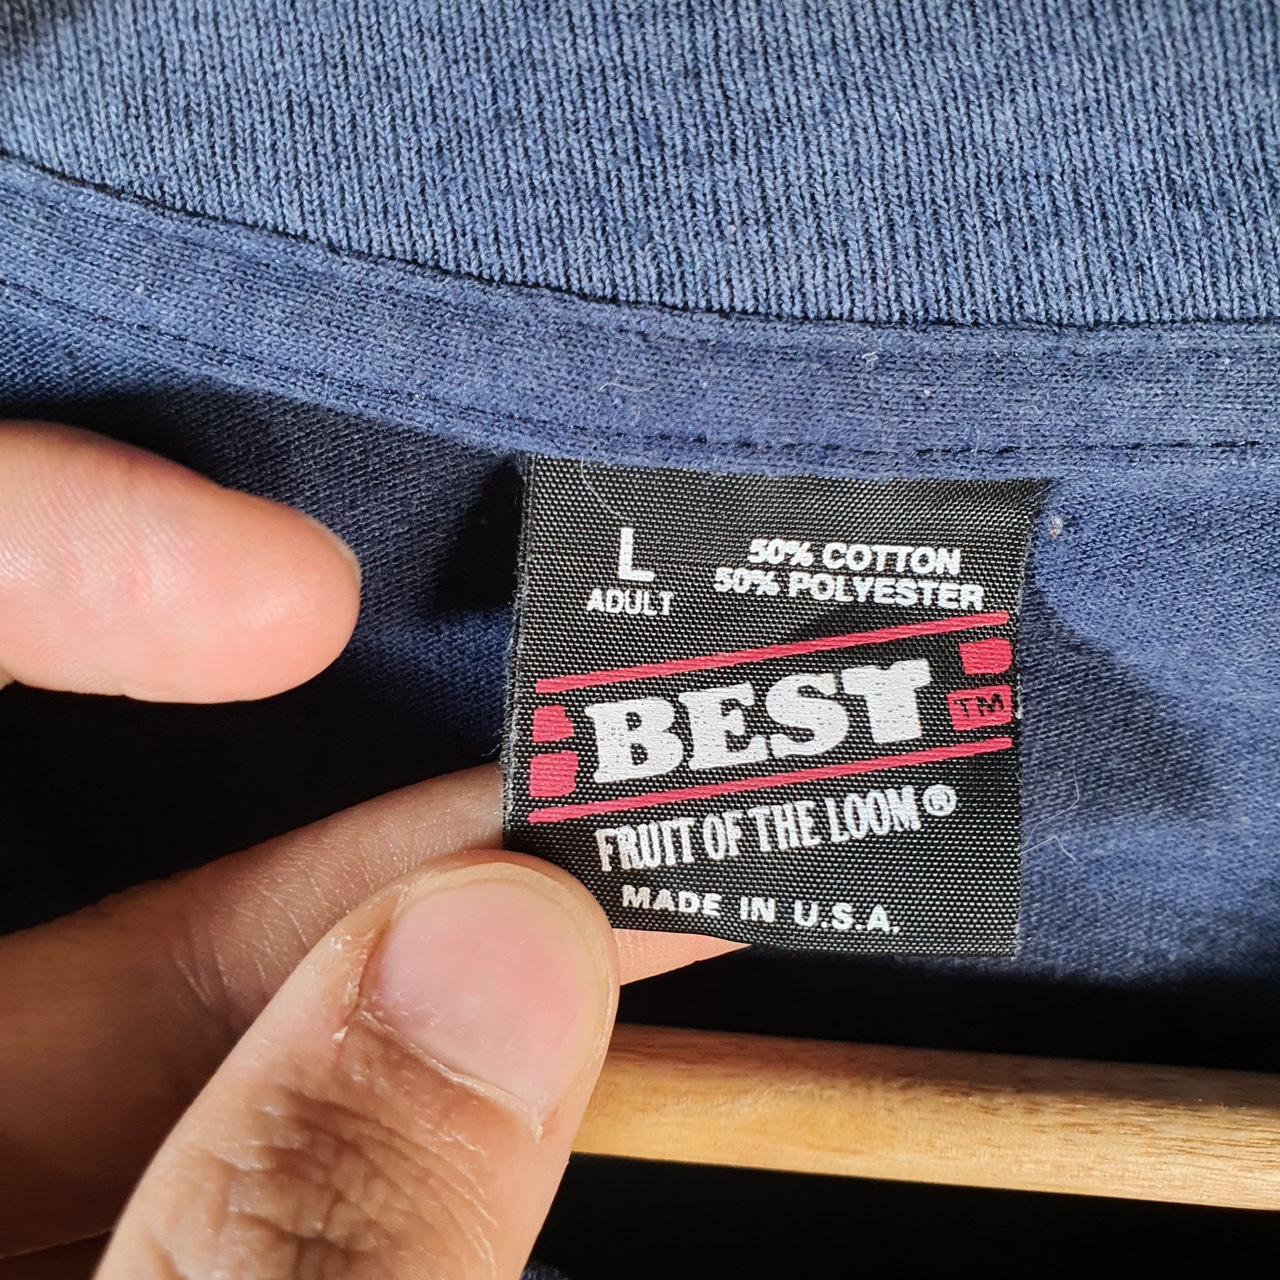 L
ADULT
50% COTTON
50% POLYESTER
BEST
TM
FRUIT OF THE LOOM®
MADE IN U.S.A.